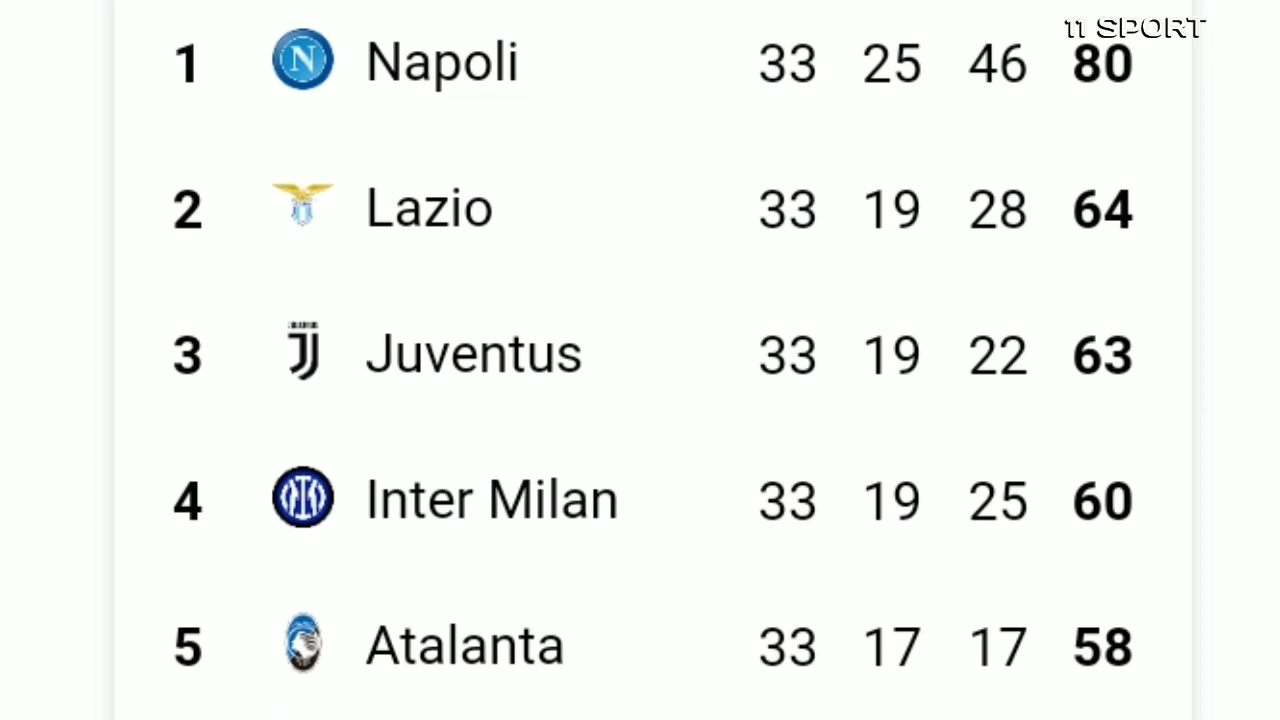 11 SPORT
1 Napoli 33 25 46 80
2 Lazio 33 19 28 64
3 Juventus 33 19 22 63
4 Inter Milan 33 19 25 60
5 Atalanta 33 17 17 58